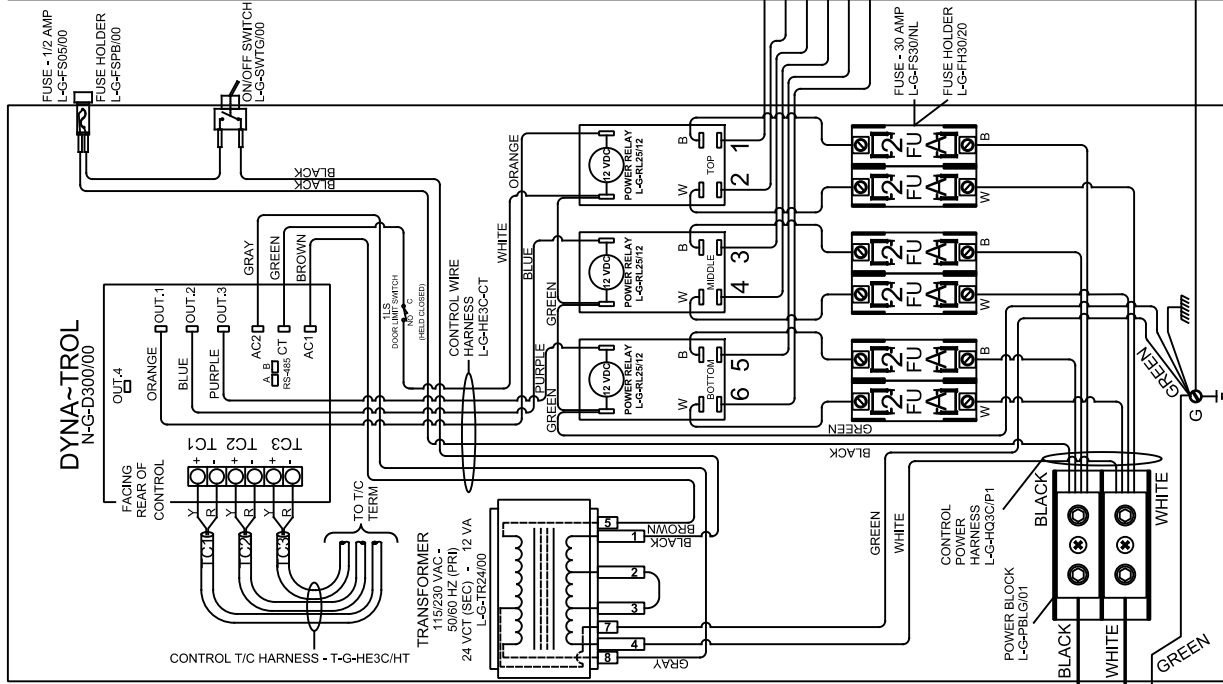 FUSE - 1/2 AMP
L-G-FS05/00
FUSE HOLDER
L-G-FSPB/00
ON/OFF SWITCH
L-G-SWTG/00
BLACK
BLACK
DYNA~TROL
N-G-D300/00
OUT.4
OUT.1
OUT.2
OUT.3
ORANGE
BLUE
PURPLE
AC2
CT
AC1
A B
RS-485
GRAY
GREEN
BROWN
FACING
REAR OF
CONTROL
TC1
TC2
TC3
+
-
+
-
+
-
Y
R
Y
R
Y
R
TC1
TC2
TC3
TO T/C
TERM
CONTROL T/C HARNESS - T-G-HE3C/HT
1LS
DOOR LIMIT SWITCH
NO C
(HELD CLOSED)
CONTROL WIRE
HARNESS
L-G-HE3C-CT
WHITE
ORANGE
BLUE
GREEN
PURPLE
GREEN
12 VDC
POWER RELAY
L-G-RL25/12
B
W
TOP
1
2
12 VDC
POWER RELAY
L-G-RL25/12
B
W
MIDDLE
3
4
12 VDC
POWER RELAY
L-G-RL25/12
B
W
BOTTOM
5
6
FUSE - 30 AMP
L-G-FS30/NL
FUSE HOLDER
L-G-FH30/20
2
FU
A
B
2
FU
A
W
2
FU
A
B
2
FU
A
W
2
FU
A
B
2
FU
A
W
GREEN
BLACK
GREEN
G
TRANSFORMER
115/230 VAC -
50/60 HZ (PRI)
24 VCT (SEC) - 12 VA
L-G-TR24/00
5
1
2
3
7
4
8
BROWN
BLACK
GRAY
GREEN
WHITE
CONTROL
POWER
HARNESS
L-G-HQ3C/P1
POWER BLOCK
L-G-PBLG/01
BLACK
WHITE
BLACK
WHITE
GREEN